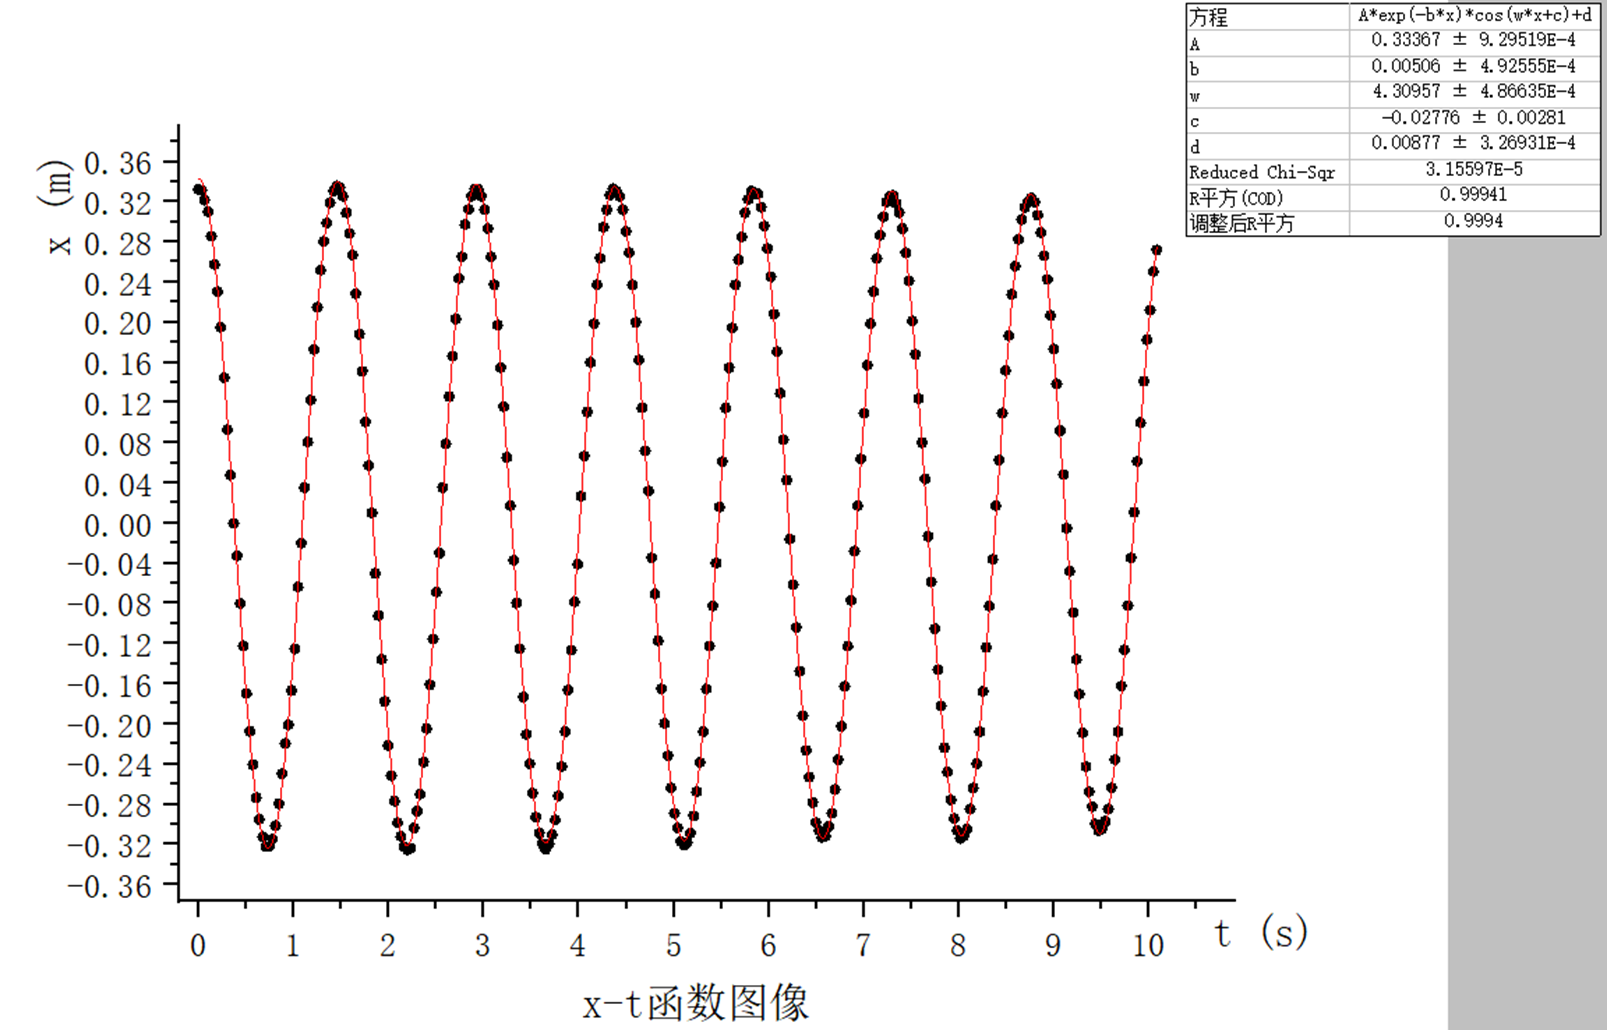 方程 A*exp(-b*x)*cos(w*x+c)+d
A 0.33367 ± 9.29519E-4
b 0.00506 ± 4.92555E-4
w 4.30957 ± 4.86635E-4
c -0.02776 ± 0.00281
d 0.00877 ± 3.26931E-4
Reduced Chi-Sqr 3.15597E-5
R平方(COD) 0.99941
调整后R平方 0.9994
x (m)
0.36
0.32
0.28
0.24
0.20
0.16
0.12
0.08
0.04
0.00
-0.04
-0.08
-0.12
-0.16
-0.20
-0.24
-0.28
-0.32
-0.36
0 1 2 3 4 5 6 7 8 9 10
t (s)
x-t函数图像